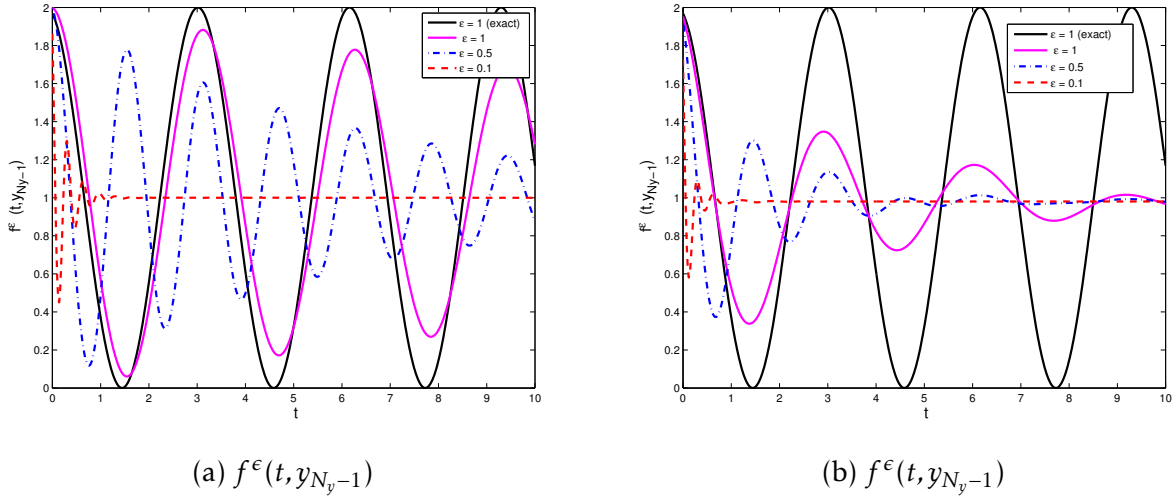 2
1.8
1.6
1.4
1.2
1
0.8
0.6
0.4
0.2
0
f^ε (t,y_{Ny−1})
0 1 2 3 4 5 6 7 8 9 10
t
ε = 1 (exact)
ε = 1
ε = 0.5
ε = 0.1
(a) f^ϵ(t, y_{N_y−1})
2
1.8
1.6
1.4
1.2
1
0.8
0.6
0.4
0.2
0
f^ε (t,y_{Ny−1})
0 1 2 3 4 5 6 7 8 9 10
t
ε = 1 (exact)
ε = 1
ε = 0.5
ε = 0.1
(b) f^ϵ(t, y_{N_y−1})